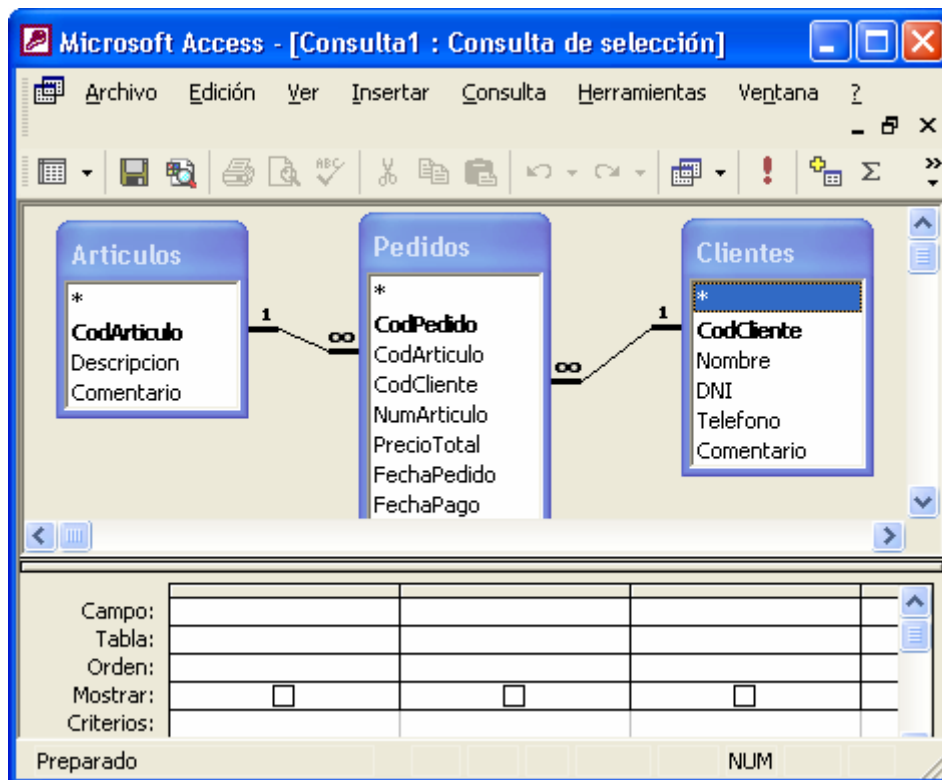 Microsoft Access - [Consulta1 : Consulta de selección]
Archivo Edición Ver Insertar Consulta Herramientas Ventana ?
ABC Σ
Articulos
*
CodArticulo
Descripcion
Comentario
1
∞
Pedidos
*
CodPedido
CodArticulo
CodCliente
NumArticulo
PrecioTotal
FechaPedido
FechaPago
∞
1
Clientes
*
CodCliente
Nombre
DNI
Telefono
Comentario
Campo:
Tabla:
Orden:
Mostrar:
Criterios:
Preparado NUM